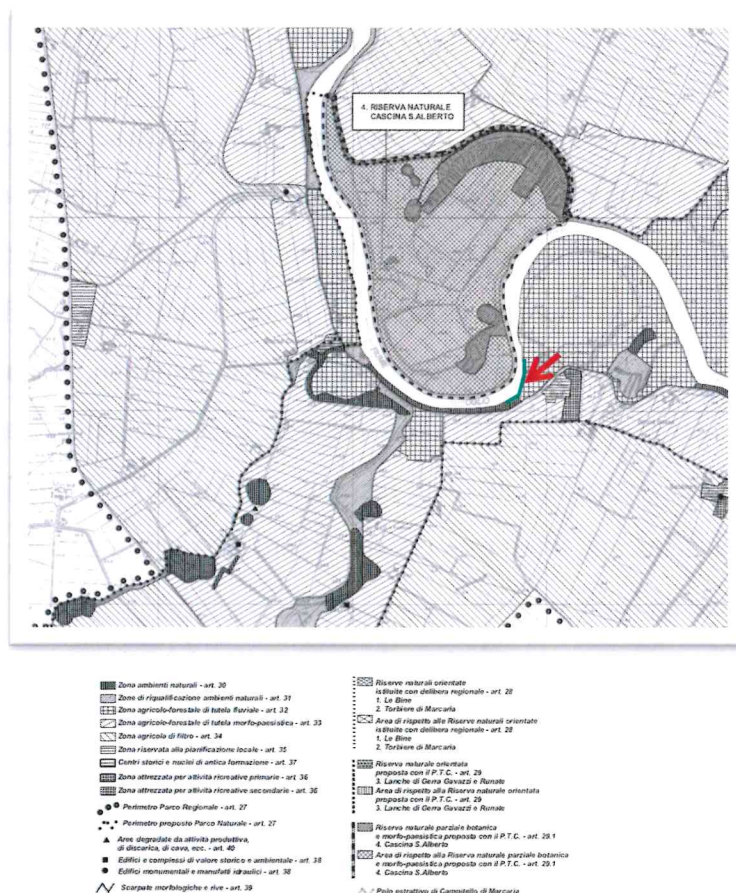 4. RISERVA NATURALE
CASCINA S.ALBERTO
Zona ambienti naturali - art. 30
Zone di riqualificazione ambienti naturali - art. 31
Zona agricolo-forestale di tutela fluviale - art. 32
Zona agricolo-forestale di tutela morfo-paesistica - art. 33
Zona agricola di filtro - art. 34
Zona riservata alla pianificazione locale - art. 35
Centri storici e nuclei di antica formazione - art. 37
Zona attrezzata per attività ricreative primarie - art. 36
Zona attrezzata per attività ricreative secondarie - art. 36
Perimetro Parco Regionale - art. 27
Perimetro proposto Parco Naturale - art. 27
Aree degradate da attività produttiva,
di discarica, di cava, ecc. - art. 40
Edifici e complessi di valore storico e ambientale - art. 38
Edifici monumentali e manufatti idraulici - art. 38
Scarpate morfologiche e rive - art. 39
Riserve naturali orientate
istituite con delibera regionale - art. 28
1. Le Bine
2. Torbiere di Marcaria
Area di rispetto alle Riserve naturali orientate
istituite con delibera regionale - art. 28
1. Le Bine
2. Torbiere di Marcaria
Riserva naturale orientata
proposta con il P.T.C. - art. 29
3. Lanche di Gerra Gavazzi e Runate
Area di rispetto alla Riserva naturale orientata
proposta con il P.T.C. - art. 29
3. Lanche di Gerra Gavazzi e Runate
Riserva naturale parziale botanica
e morfo-paesistica proposta con il P.T.C. - art. 29.1
4. Cascina S.Alberto
Area di rispetto alla Riserva naturale parziale botanica
e morfo-paesistica proposta con il P.T.C. - art. 29.1
4. Cascina S.Alberto
Polo estrattivo di Campitello di Marcaria